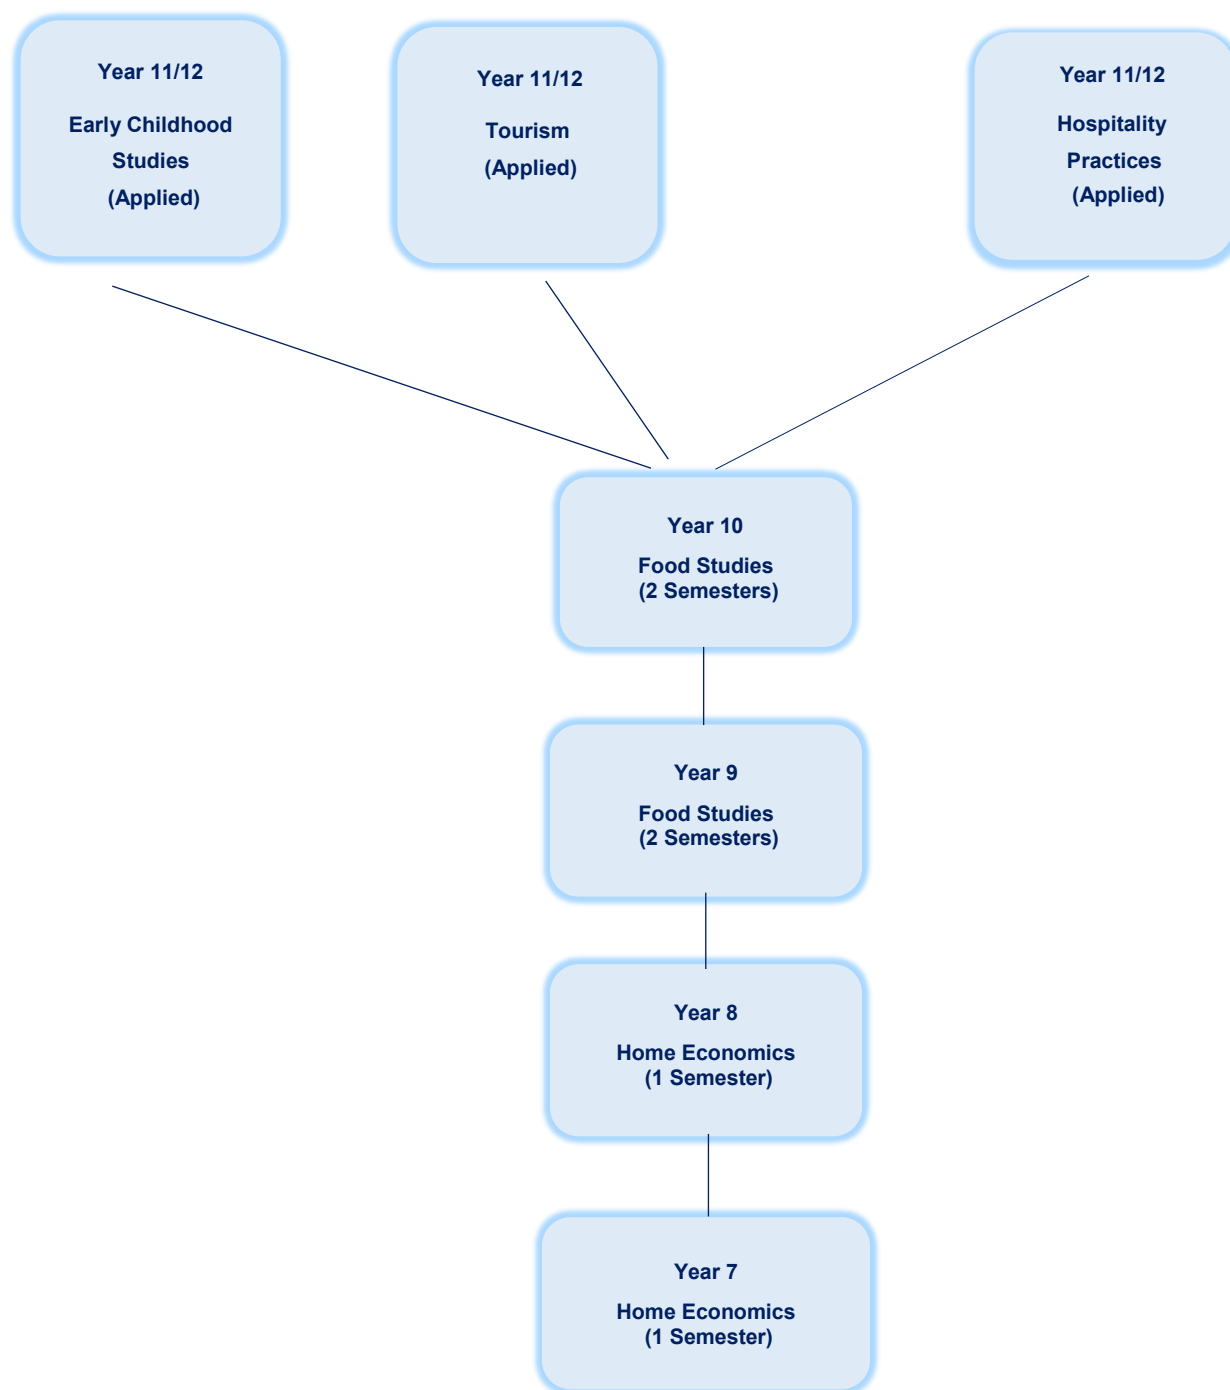 Year 11/12
Early Childhood
Studies
(Applied)
Year 11/12
Tourism
(Applied)
Year 11/12
Hospitality
Practices
(Applied)
Year 10
Food Studies
(2 Semesters)
Year 9
Food Studies
(2 Semesters)
Year 8
Home Economics
(1 Semester)
Year 7
Home Economics
(1 Semester)